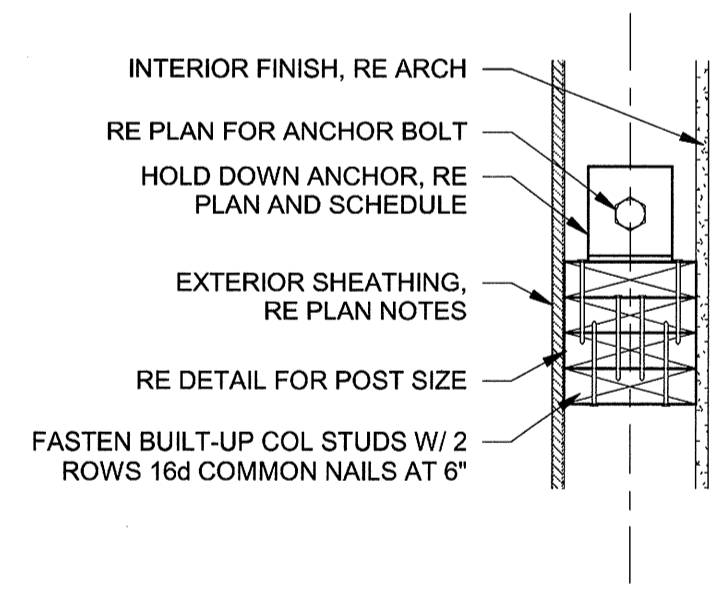 INTERIOR FINISH, RE ARCH
RE PLAN FOR ANCHOR BOLT
HOLD DOWN ANCHOR, RE
PLAN AND SCHEDULE
EXTERIOR SHEATHING,
RE PLAN NOTES
RE DETAIL FOR POST SIZE
FASTEN BUILT-UP COL STUDS W/ 2
ROWS 16d COMMON NAILS AT 6"